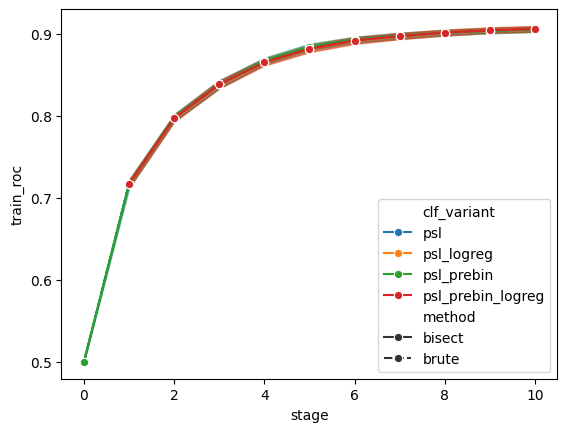 0.9
0.8
0.7
0.6
0.5
train_roc
clf_variant
psl
psl_logreg
psl_prebin
psl_prebin_logreg
method
bisect
brute
0 2 4 6 8 10
stage